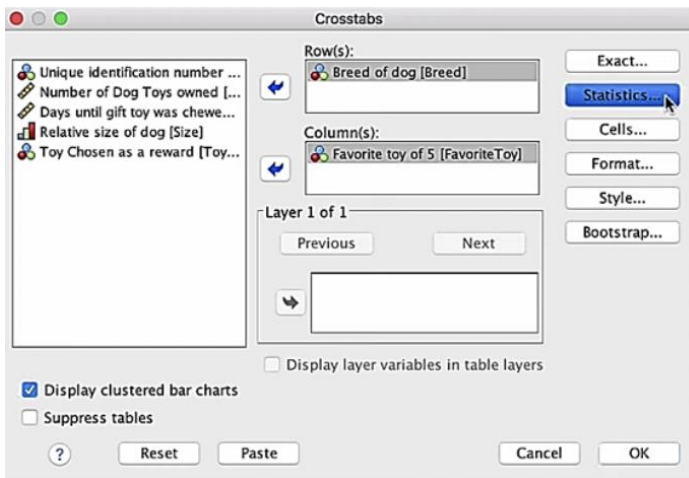 Crosstabs
Unique identification number ...
Number of Dog Toys owned [...
Days until gift toy was chewe...
Relative size of dog [Size]
Toy Chosen as a reward [Toy...
Row(s):
Breed of dog [Breed]
Column(s):
Favorite toy of 5 [FavoriteToy]
Layer 1 of 1
Previous
Next
Display layer variables in table layers
Exact...
Statistics...
Cells...
Format...
Style...
Bootstrap...
Display clustered bar charts
Suppress tables
?
Reset
Paste
Cancel
OK